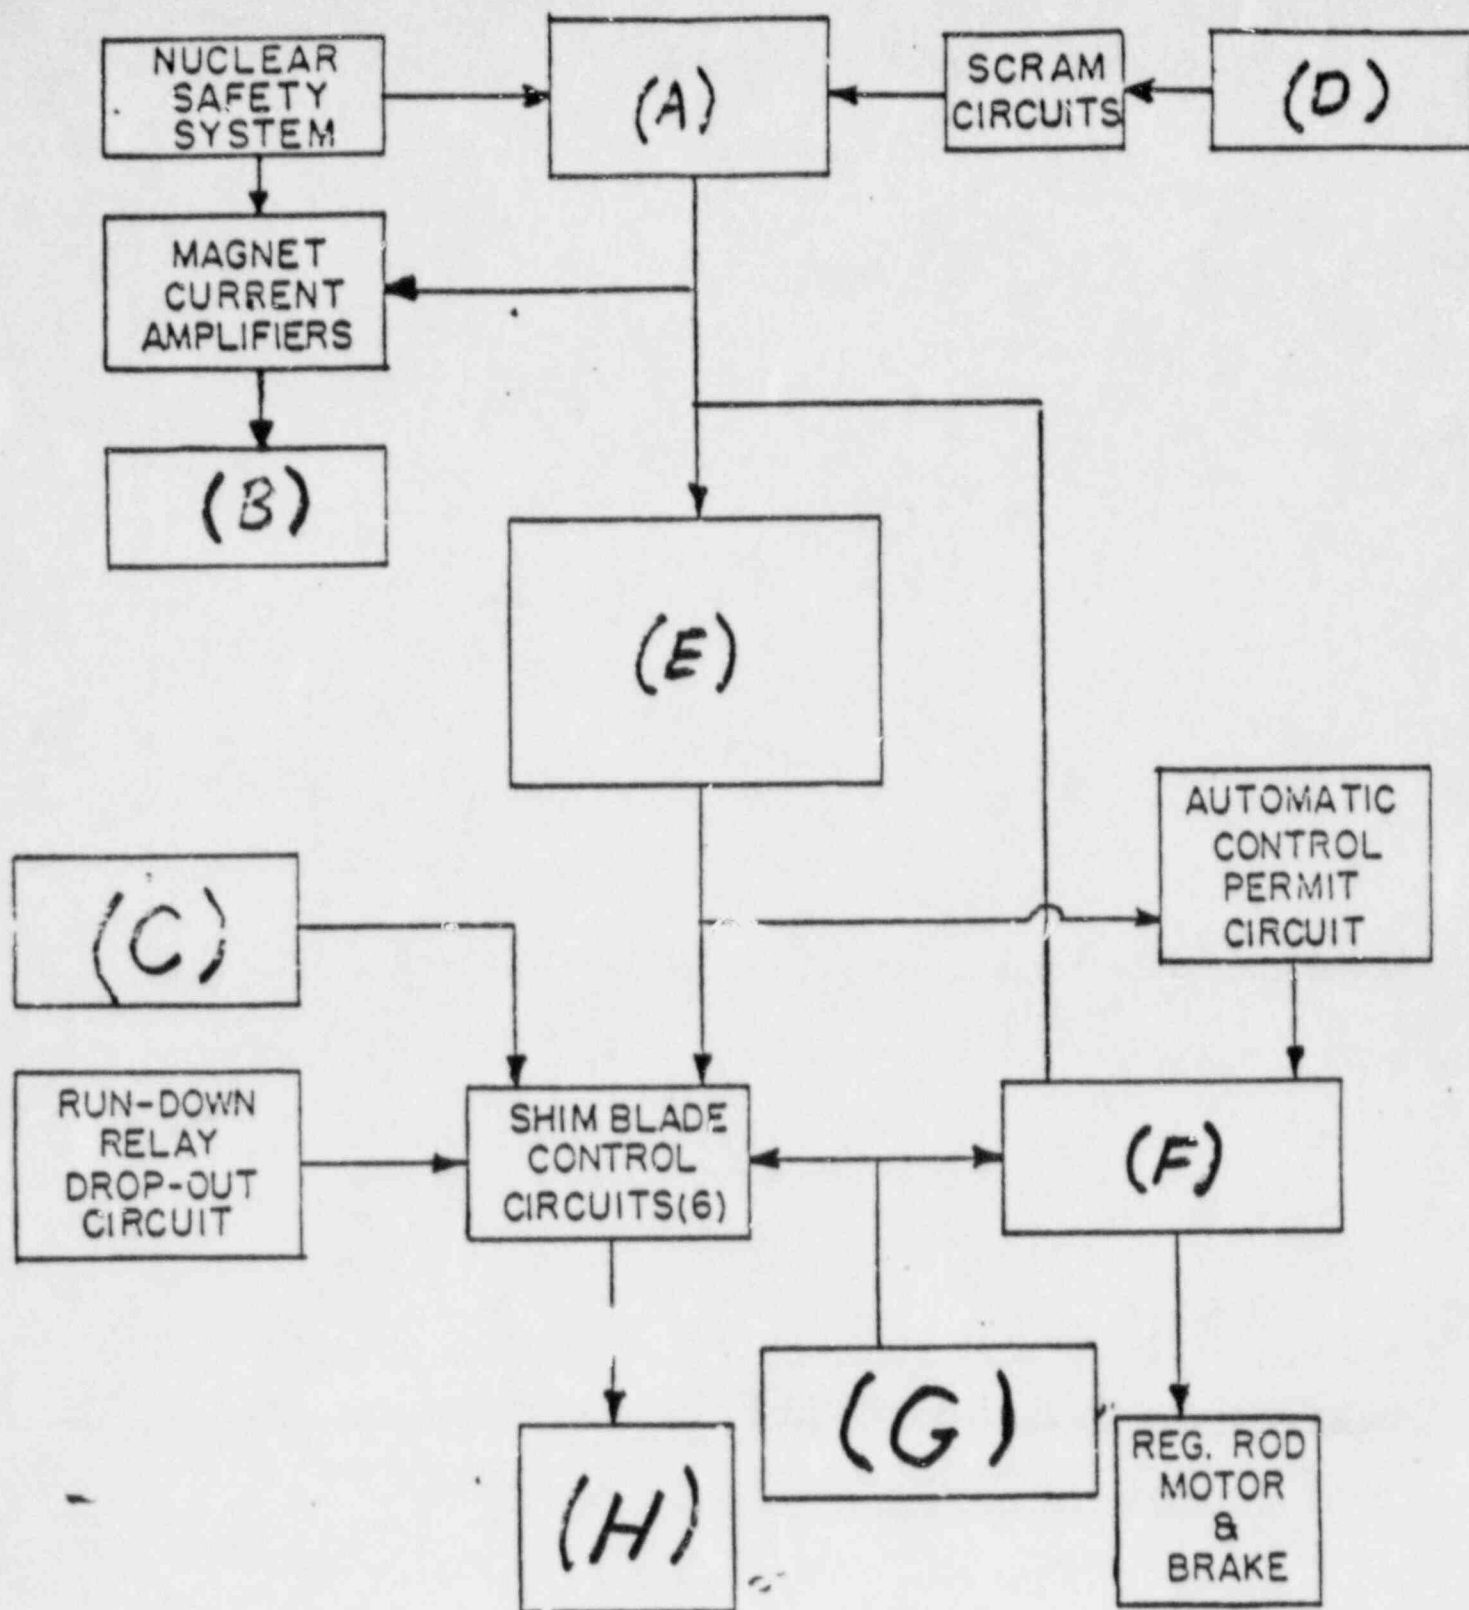 NUCLEAR
SAFETY
SYSTEM
(A)
SCRAM
CIRCUITS
(D)
MAGNET
CURRENT
AMPLIFIERS
(B)
(E)
AUTOMATIC
CONTROL
PERMIT
CIRCUIT
(C)
RUN-DOWN
RELAY
DROP-OUT
CIRCUIT
SHIM BLADE
CONTROL
CIRCUITS(6)
(F)
(G)
(H)
REG. ROD
MOTOR
&
BRAKE